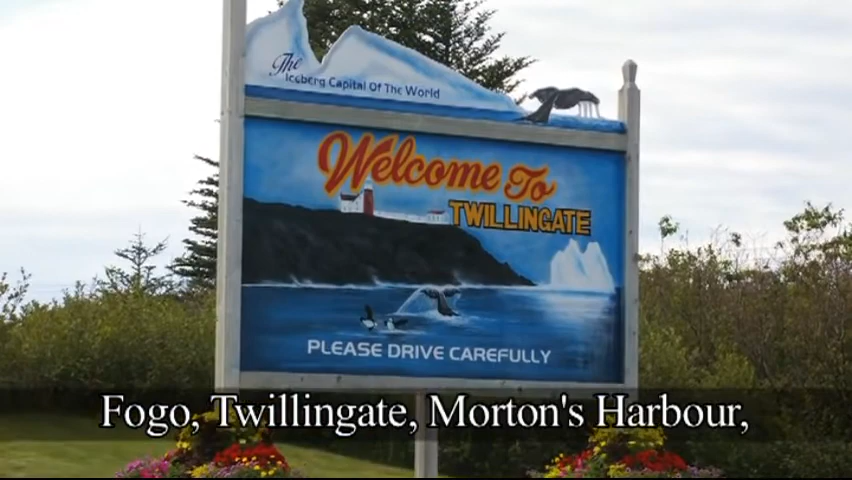 The
Iceberg Capital Of The World
Welcome To
TWILLINGATE
PLEASE DRIVE CAREFULLY
Fogo, Twillingate, Morton's Harbour,